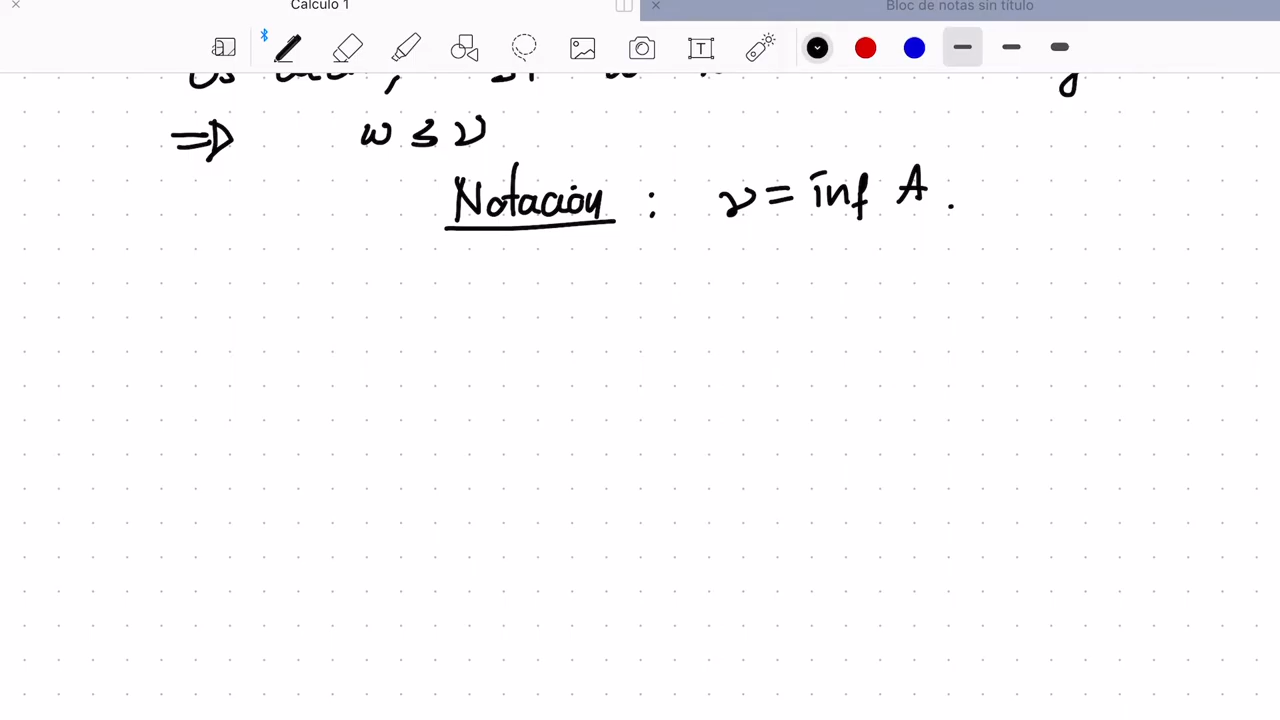 Calculo 1
Bloc de notas sin título
⇒ w ≤ ν
Notación : ν = inf A .